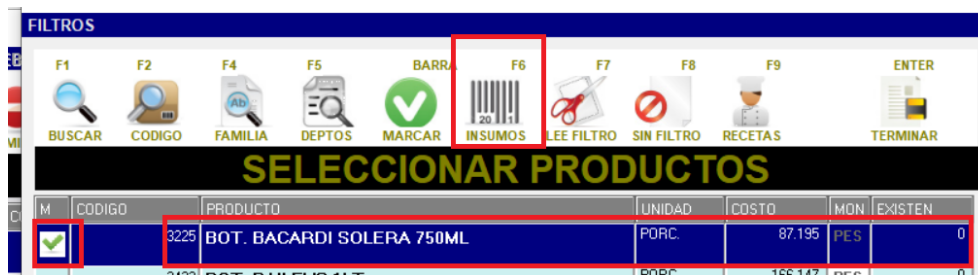 FILTROS
F1 F2 F4 F5 BARRA F6 F7 F8 F9 ENTER
BUSCAR CODIGO FAMILIA DEPTOS MARCAR INSUMOS LEE FILTRO SIN FILTRO RECETAS TERMINAR
SELECCIONAR PRODUCTOS
M CODIGO PRODUCTO UNIDAD COSTO MON EXISTEN
3225 BOT. BACARDI SOLERA 750ML PORC. 87.195 PES 0